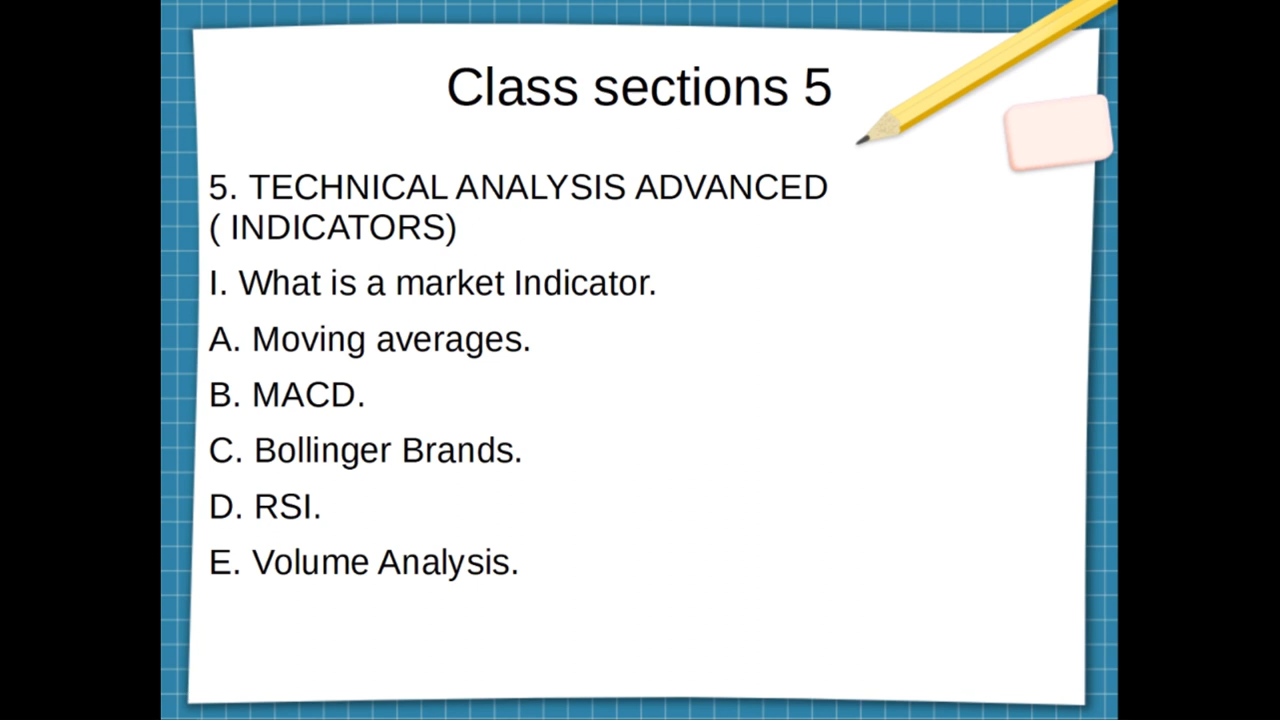 Class sections 5
5. TECHNICAL ANALYSIS ADVANCED
( INDICATORS)
I. What is a market Indicator.
A. Moving averages.
B. MACD.
C. Bollinger Brands.
D. RSI.
E. Volume Analysis.